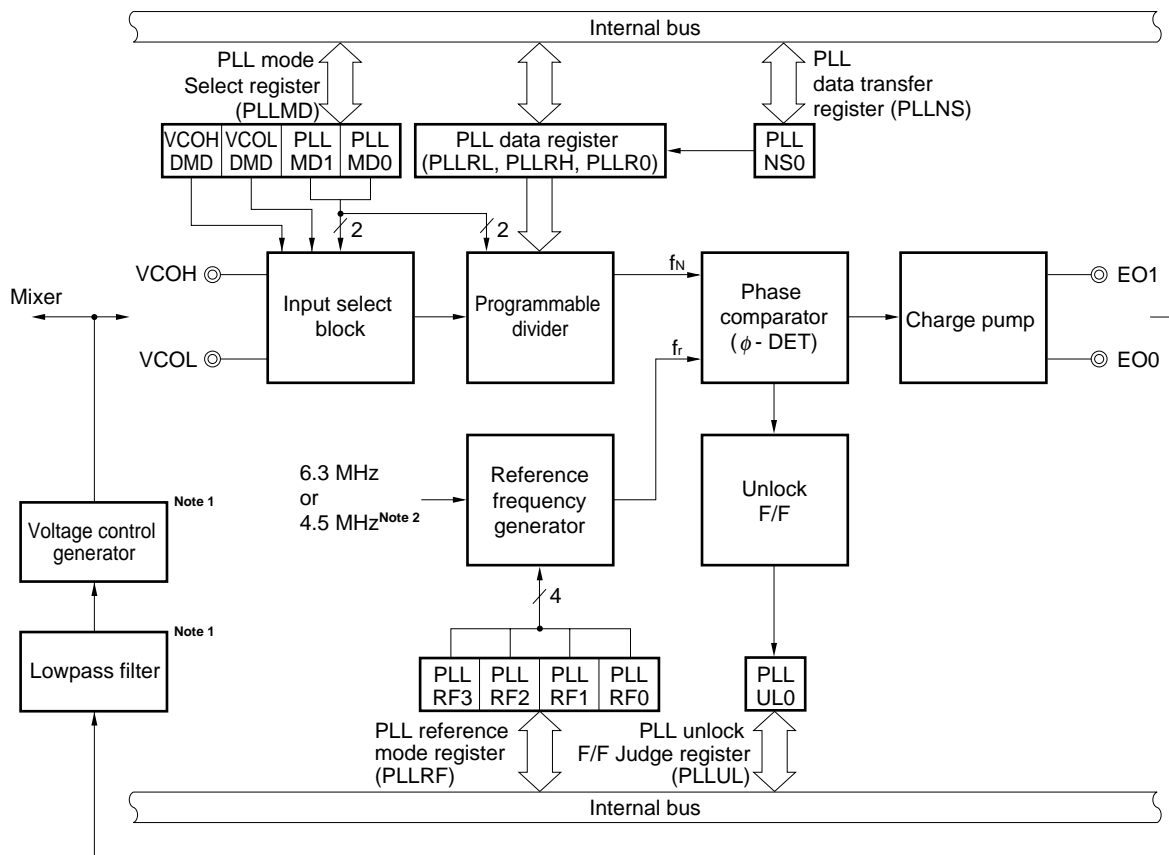 Internal bus
PLL mode
Select register
(PLLMD)
PLL
data transfer
register (PLLNS)
VCOH
DMD
VCOL
DMD
PLL
MD1
PLL
MD0
PLL data register
(PLLRL, PLLRH, PLLR0)
PLL
NS0
2
2
VCOH
VCOL
Mixer
Input select
block
Programmable
divider
fN
fr
Phase
comparator
(ϕ - DET)
Charge pump
EO1
EO0
6.3 MHz
or
4.5 MHz Note 2
Reference
frequency
generator
Unlock
F/F
Note 1
Voltage control
generator
Note 1
Lowpass filter
4
PLL
RF3
PLL
RF2
PLL
RF1
PLL
RF0
PLL
UL0
PLL reference
mode register
(PLLRF)
PLL unlock
F/F Judge register
(PLLUL)
Internal bus